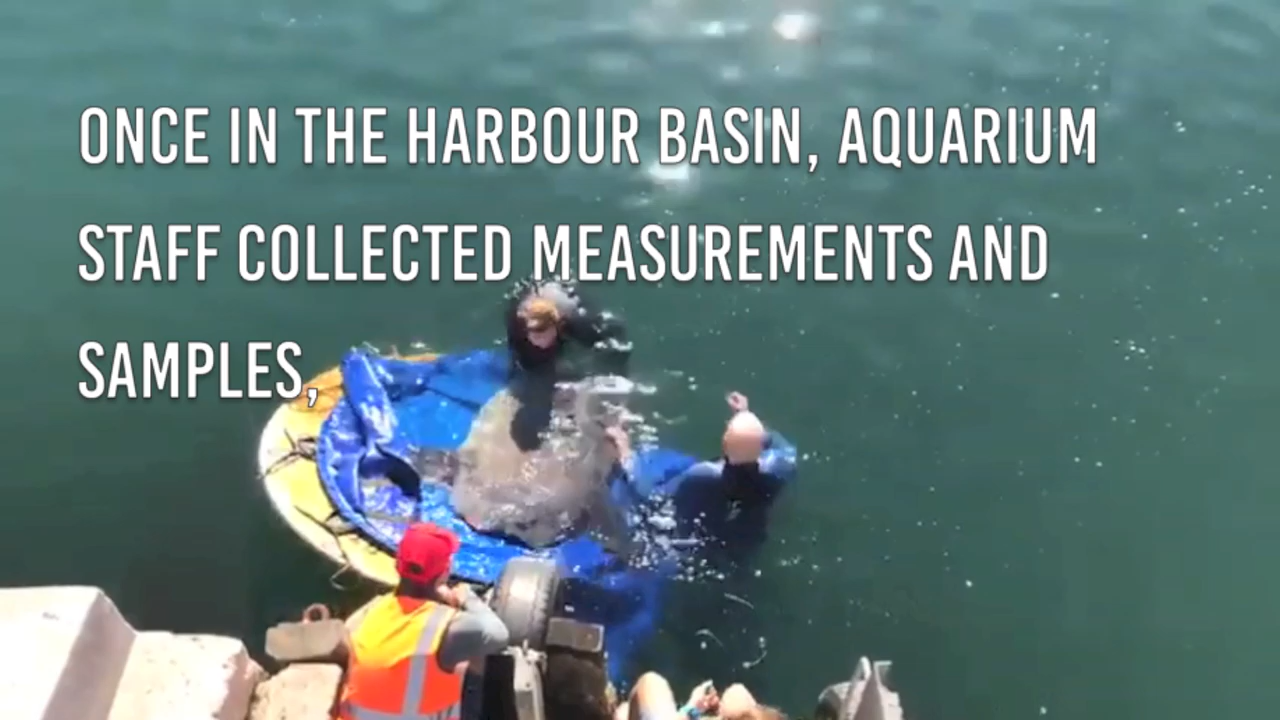 ONCE IN THE HARBOUR BASIN, AQUARIUM
STAFF COLLECTED MEASUREMENTS AND
SAMPLES,